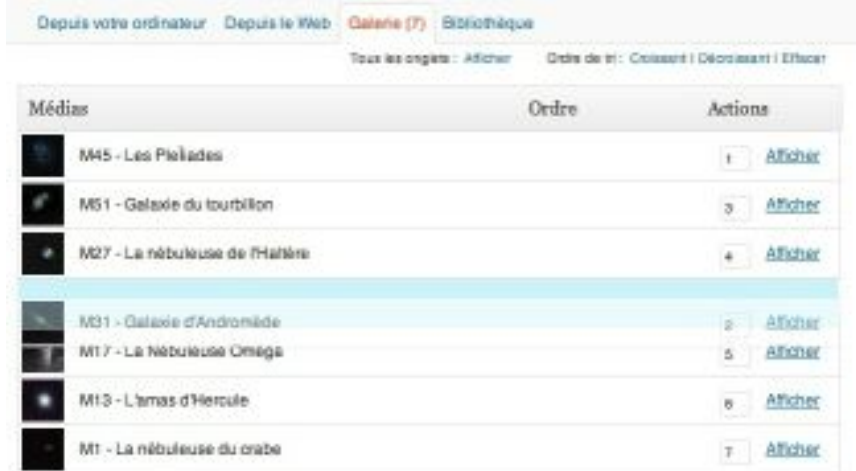 Depuis votre ordinateur Depuis le Web Galerie (7) Bibliothèque
Tous les onglets : Afficher Ordre de tri : Croissant | Décroissant | Effacer
Médias Ordre Actions
M45 - Les Pleïades 1 Afficher
M51 - Galaxie du tourbillon 3 Afficher
M27 - La nébuleuse de l'Haltère 4 Afficher
M31 - Galaxie d'Andromède 2 Afficher
M17 - La Nébuleuse Oméga 5 Afficher
M13 - L'amas d'Hercule 6 Afficher
M1 - La nébuleuse du crabe 7 Afficher